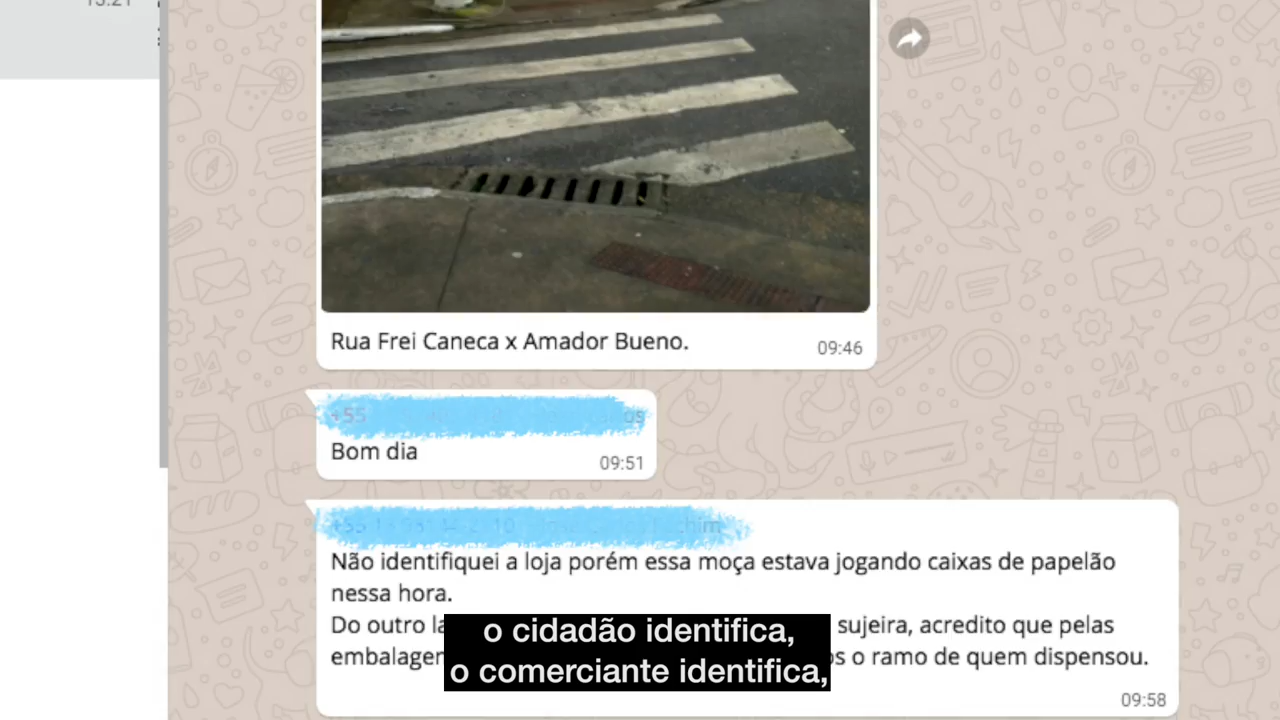 Rua Frei Caneca x Amador Bueno.
09:46
+55
Bom dia
09:51
+55
Não identifiquei a loja porém essa moça estava jogando caixas de papelão
nessa hora.
Do outro sujeira, acredito que pelas
o ramo de quem dispensou.
09:58
o cidadão identifica,
o comerciante identifica,